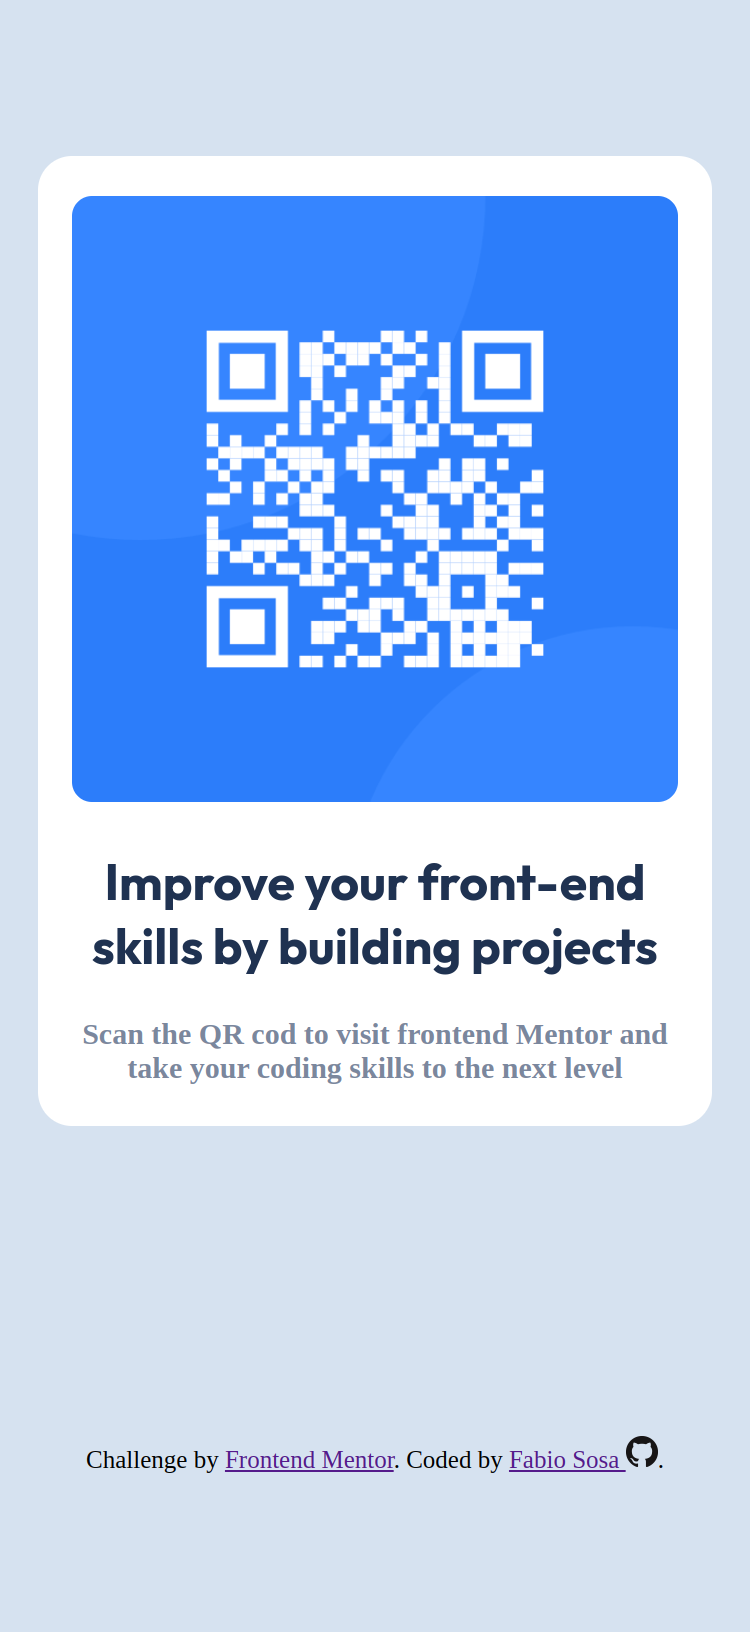 Improve your front-end
skills by building projects
Scan the QR cod to visit frontend Mentor and
take your coding skills to the next level
Challenge by Frontend Mentor. Coded by Fabio Sosa .